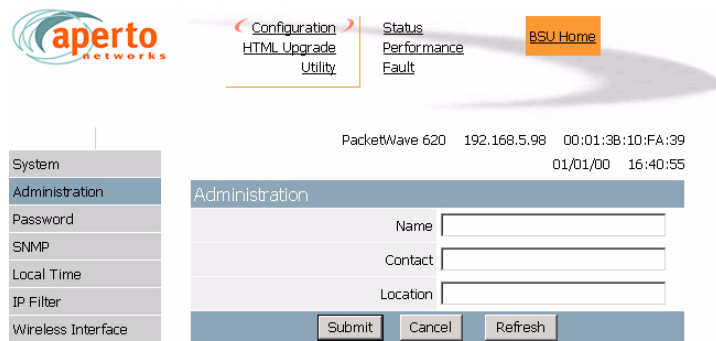 aperto
networks
Configuration
HTML Upgrade
Utility
Status
Performance
Fault
BSU Home
PacketWave 620 192.168.5.98 00:01:3B:10:FA:39
01/01/00 16:40:55
System
Administration
Password
SNMP
Local Time
IP Filter
Wireless Interface
Administration
Name
Contact
Location
Submit Cancel Refresh